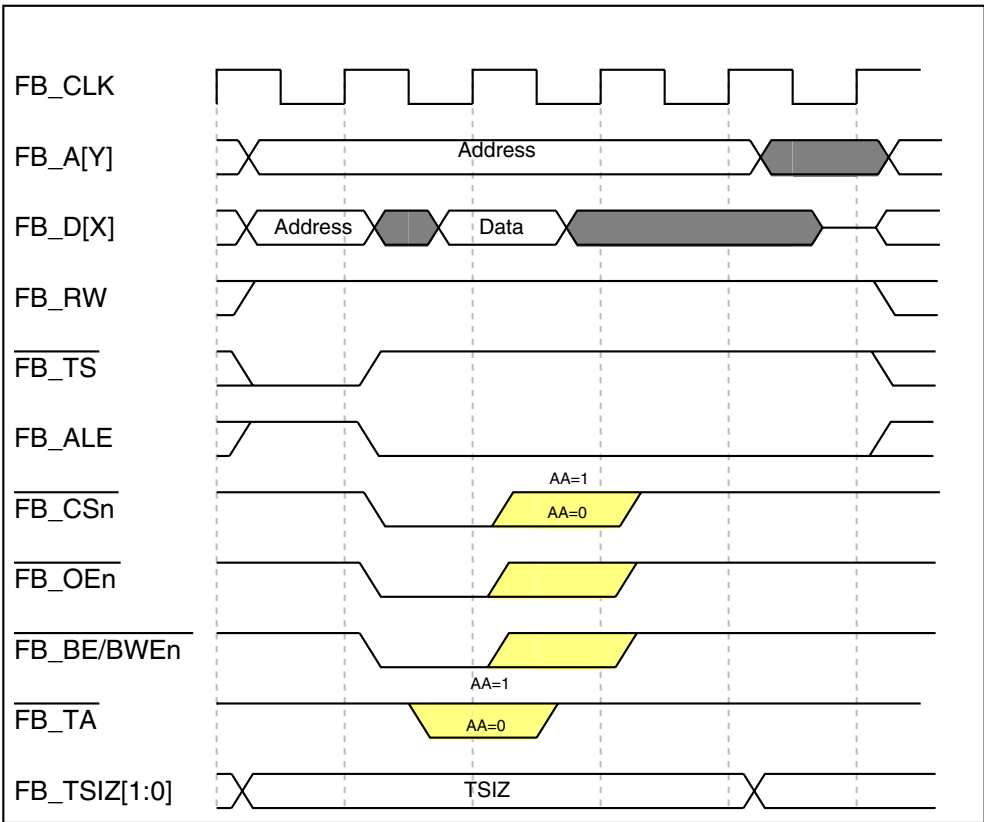 FB_CLK
FB_A[Y] Address
FB_D[X] Address Data
FB_RW
FB_TS
FB_ALE
AA=1
FB_CSn AA=0
FB_OEn
FB_BE/BWEn
AA=1
FB_TA AA=0
FB_TSIZ[1:0] TSIZ